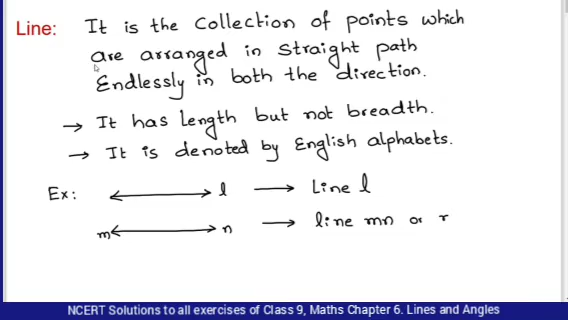 Line: It is the Collection of points which
are arranged in straight path
Endlessly in both the direction.
→ It has length but not breadth.
→ It is denoted by English alphabets.
Ex: l → Line l
m n → line mn or
NCERT Solutions to all exercises of Class 9, Maths Chapter 6. Lines and Angles